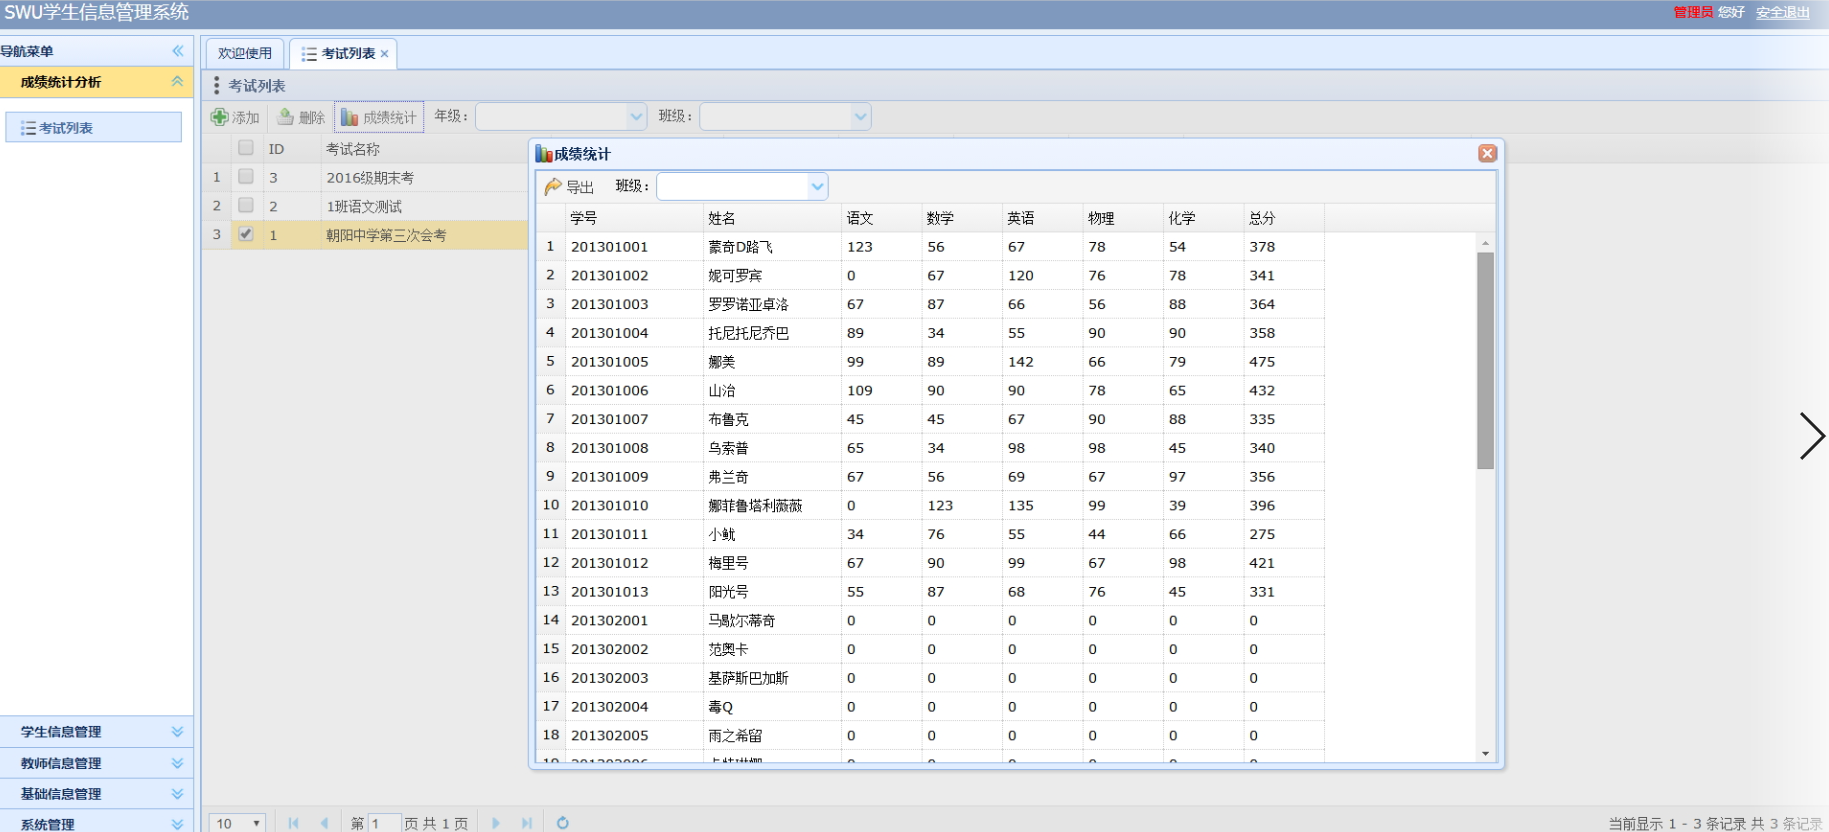 SWU学生信息管理系统
管理员 您好 安全退出
导航菜单
成绩统计分析
考试列表
学生信息管理
教师信息管理
基础信息管理
系统管理
欢迎使用 考试列表
考试列表
添加 删除 成绩统计 年级： 班级：
ID 考试名称
1 3 2016级期末考
2 2 1班语文测试
3 1 朝阳中学第三次会考
成绩统计
导出 班级：
学号 姓名 语文 数学 英语 物理 化学 总分
1 201301001 蒙奇D路飞 123 56 67 78 54 378
2 201301002 妮可罗宾 0 67 120 76 78 341
3 201301003 罗罗诺亚卓洛 67 87 66 56 88 364
4 201301004 托尼托尼乔巴 89 34 55 90 90 358
5 201301005 娜美 99 89 142 66 79 475
6 201301006 山治 109 90 90 78 65 432
7 201301007 布鲁克 45 45 67 90 88 335
8 201301008 乌索普 65 34 98 98 45 340
9 201301009 弗兰奇 67 56 69 67 97 356
10 201301010 娜菲鲁塔利薇薇 0 123 135 99 39 396
11 201301011 小鱿 34 76 55 44 66 275
12 201301012 梅里号 67 90 99 67 98 421
13 201301013 阳光号 55 87 68 76 45 331
14 201302001 马歇尔蒂奇 0 0 0 0 0 0
15 201302002 范奥卡 0 0 0 0 0 0
16 201302003 基萨斯巴加斯 0 0 0 0 0 0
17 201302004 毒Q 0 0 0 0 0 0
18 201302005 雨之希留 0 0 0 0 0 0
10 第 1 页 共 1 页
当前显示 1 - 3 条记录 共 3 条记录